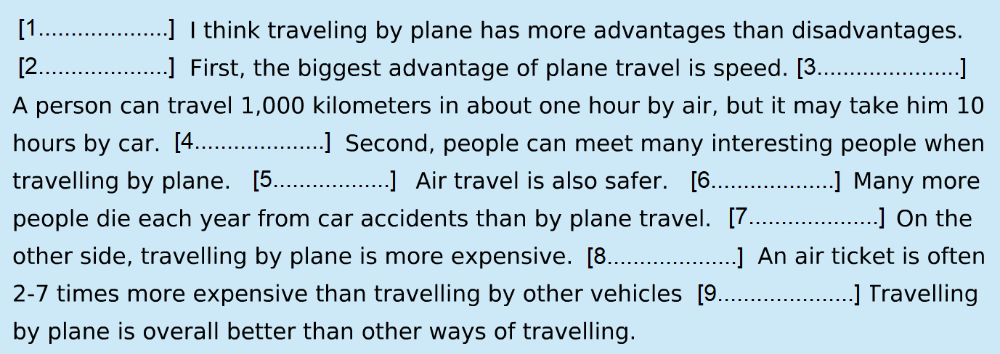 [1.....................] I think traveling by plane has more advantages than disadvantages.
[2.....................] First, the biggest advantage of plane travel is speed. [3.......................]
A person can travel 1,000 kilometers in about one hour by air, but it may take him 10
hours by car. [4.....................] Second, people can meet many interesting people when
travelling by plane. [5...................] Air travel is also safer. [6....................] Many more
people die each year from car accidents than by plane travel. [7.....................] On the
other side, travelling by plane is more expensive. [8.....................] An air ticket is often
2-7 times more expensive than travelling by other vehicles [9......................] Travelling
by plane is overall better than other ways of travelling.